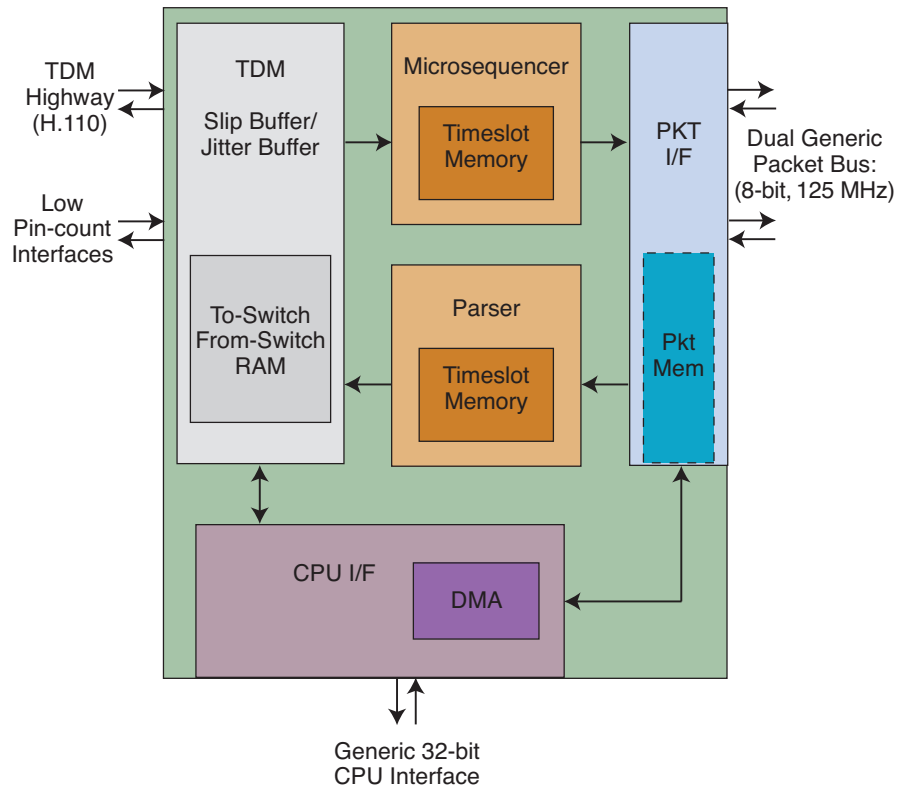 TDM
Highway
(H.110)
Low
Pin-count
Interfaces
TDM
Slip Buffer/
Jitter Buffer
To-Switch
From-Switch
RAM
Microsequencer
Timeslot
Memory
Parser
Timeslot
Memory
PKT
I/F
Pkt
Mem
Dual Generic
Packet Bus:
(8-bit, 125 MHz)
CPU I/F
DMA
Generic 32-bit
CPU Interface